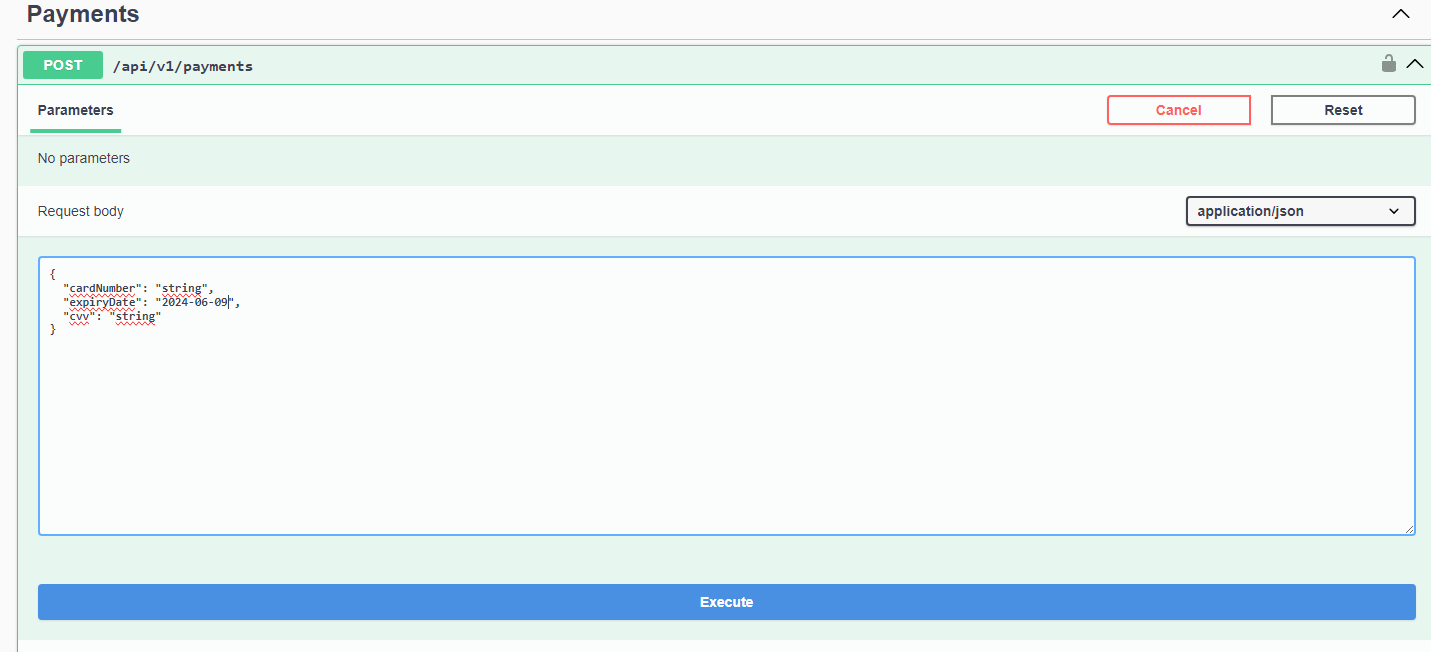 Payments
POST /api/v1/payments
Parameters
Cancel
Reset
No parameters
Request body
application/json
{
  "cardNumber": "string",
  "expiryDate": "2024-06-09",
  "cvv": "string"
}
Execute